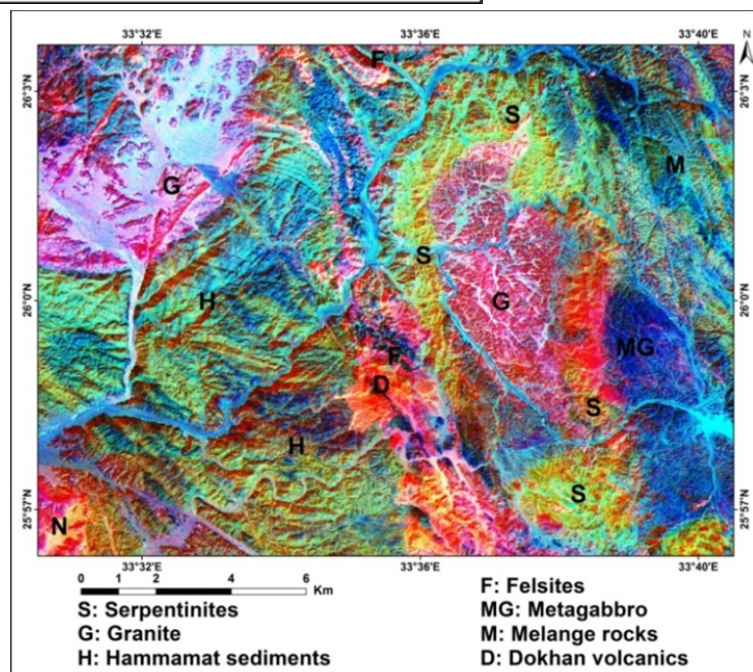 33°32'E 33°36'E 33°40'E
N
26°3'N 26°3'N
F
S
M
G
S
26°0'N 26°0'N
H G
F MG
D
S
H
S
25°57'N 25°57'N
N
33°32'E 33°36'E 33°40'E
0 1 2 4 6
Km
S: Serpentinites
G: Granite
H: Hammamat sediments
F: Felsites
MG: Metagabbro
M: Melange rocks
D: Dokhan volcanics